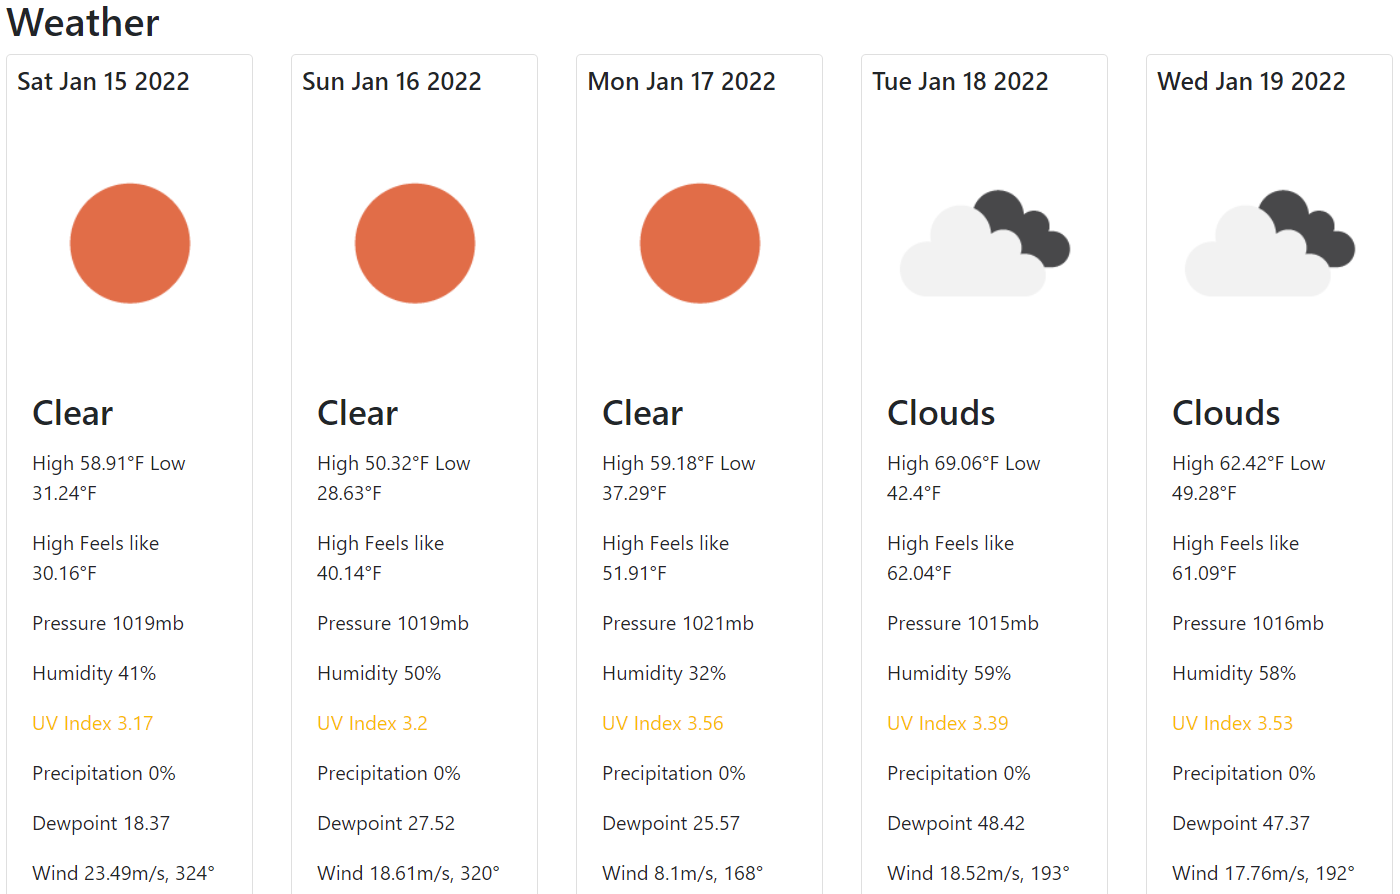 Weather
Sat Jan 15 2022
Clear
High 58.91°F Low
31.24°F
High Feels like
30.16°F
Pressure 1019mb
Humidity 41%
UV Index 3.17
Precipitation 0%
Dewpoint 18.37
Wind 23.49m/s, 324°
Sun Jan 16 2022
Clear
High 50.32°F Low
28.63°F
High Feels like
40.14°F
Pressure 1019mb
Humidity 50%
UV Index 3.2
Precipitation 0%
Dewpoint 27.52
Wind 18.61m/s, 320°
Mon Jan 17 2022
Clear
High 59.18°F Low
37.29°F
High Feels like
51.91°F
Pressure 1021mb
Humidity 32%
UV Index 3.56
Precipitation 0%
Dewpoint 25.57
Wind 8.1m/s, 168°
Tue Jan 18 2022
Clouds
High 69.06°F Low
42.4°F
High Feels like
62.04°F
Pressure 1015mb
Humidity 59%
UV Index 3.39
Precipitation 0%
Dewpoint 48.42
Wind 18.52m/s, 193°
Wed Jan 19 2022
Clouds
High 62.42°F Low
49.28°F
High Feels like
61.09°F
Pressure 1016mb
Humidity 58%
UV Index 3.53
Precipitation 0%
Dewpoint 47.37
Wind 17.76m/s, 192°